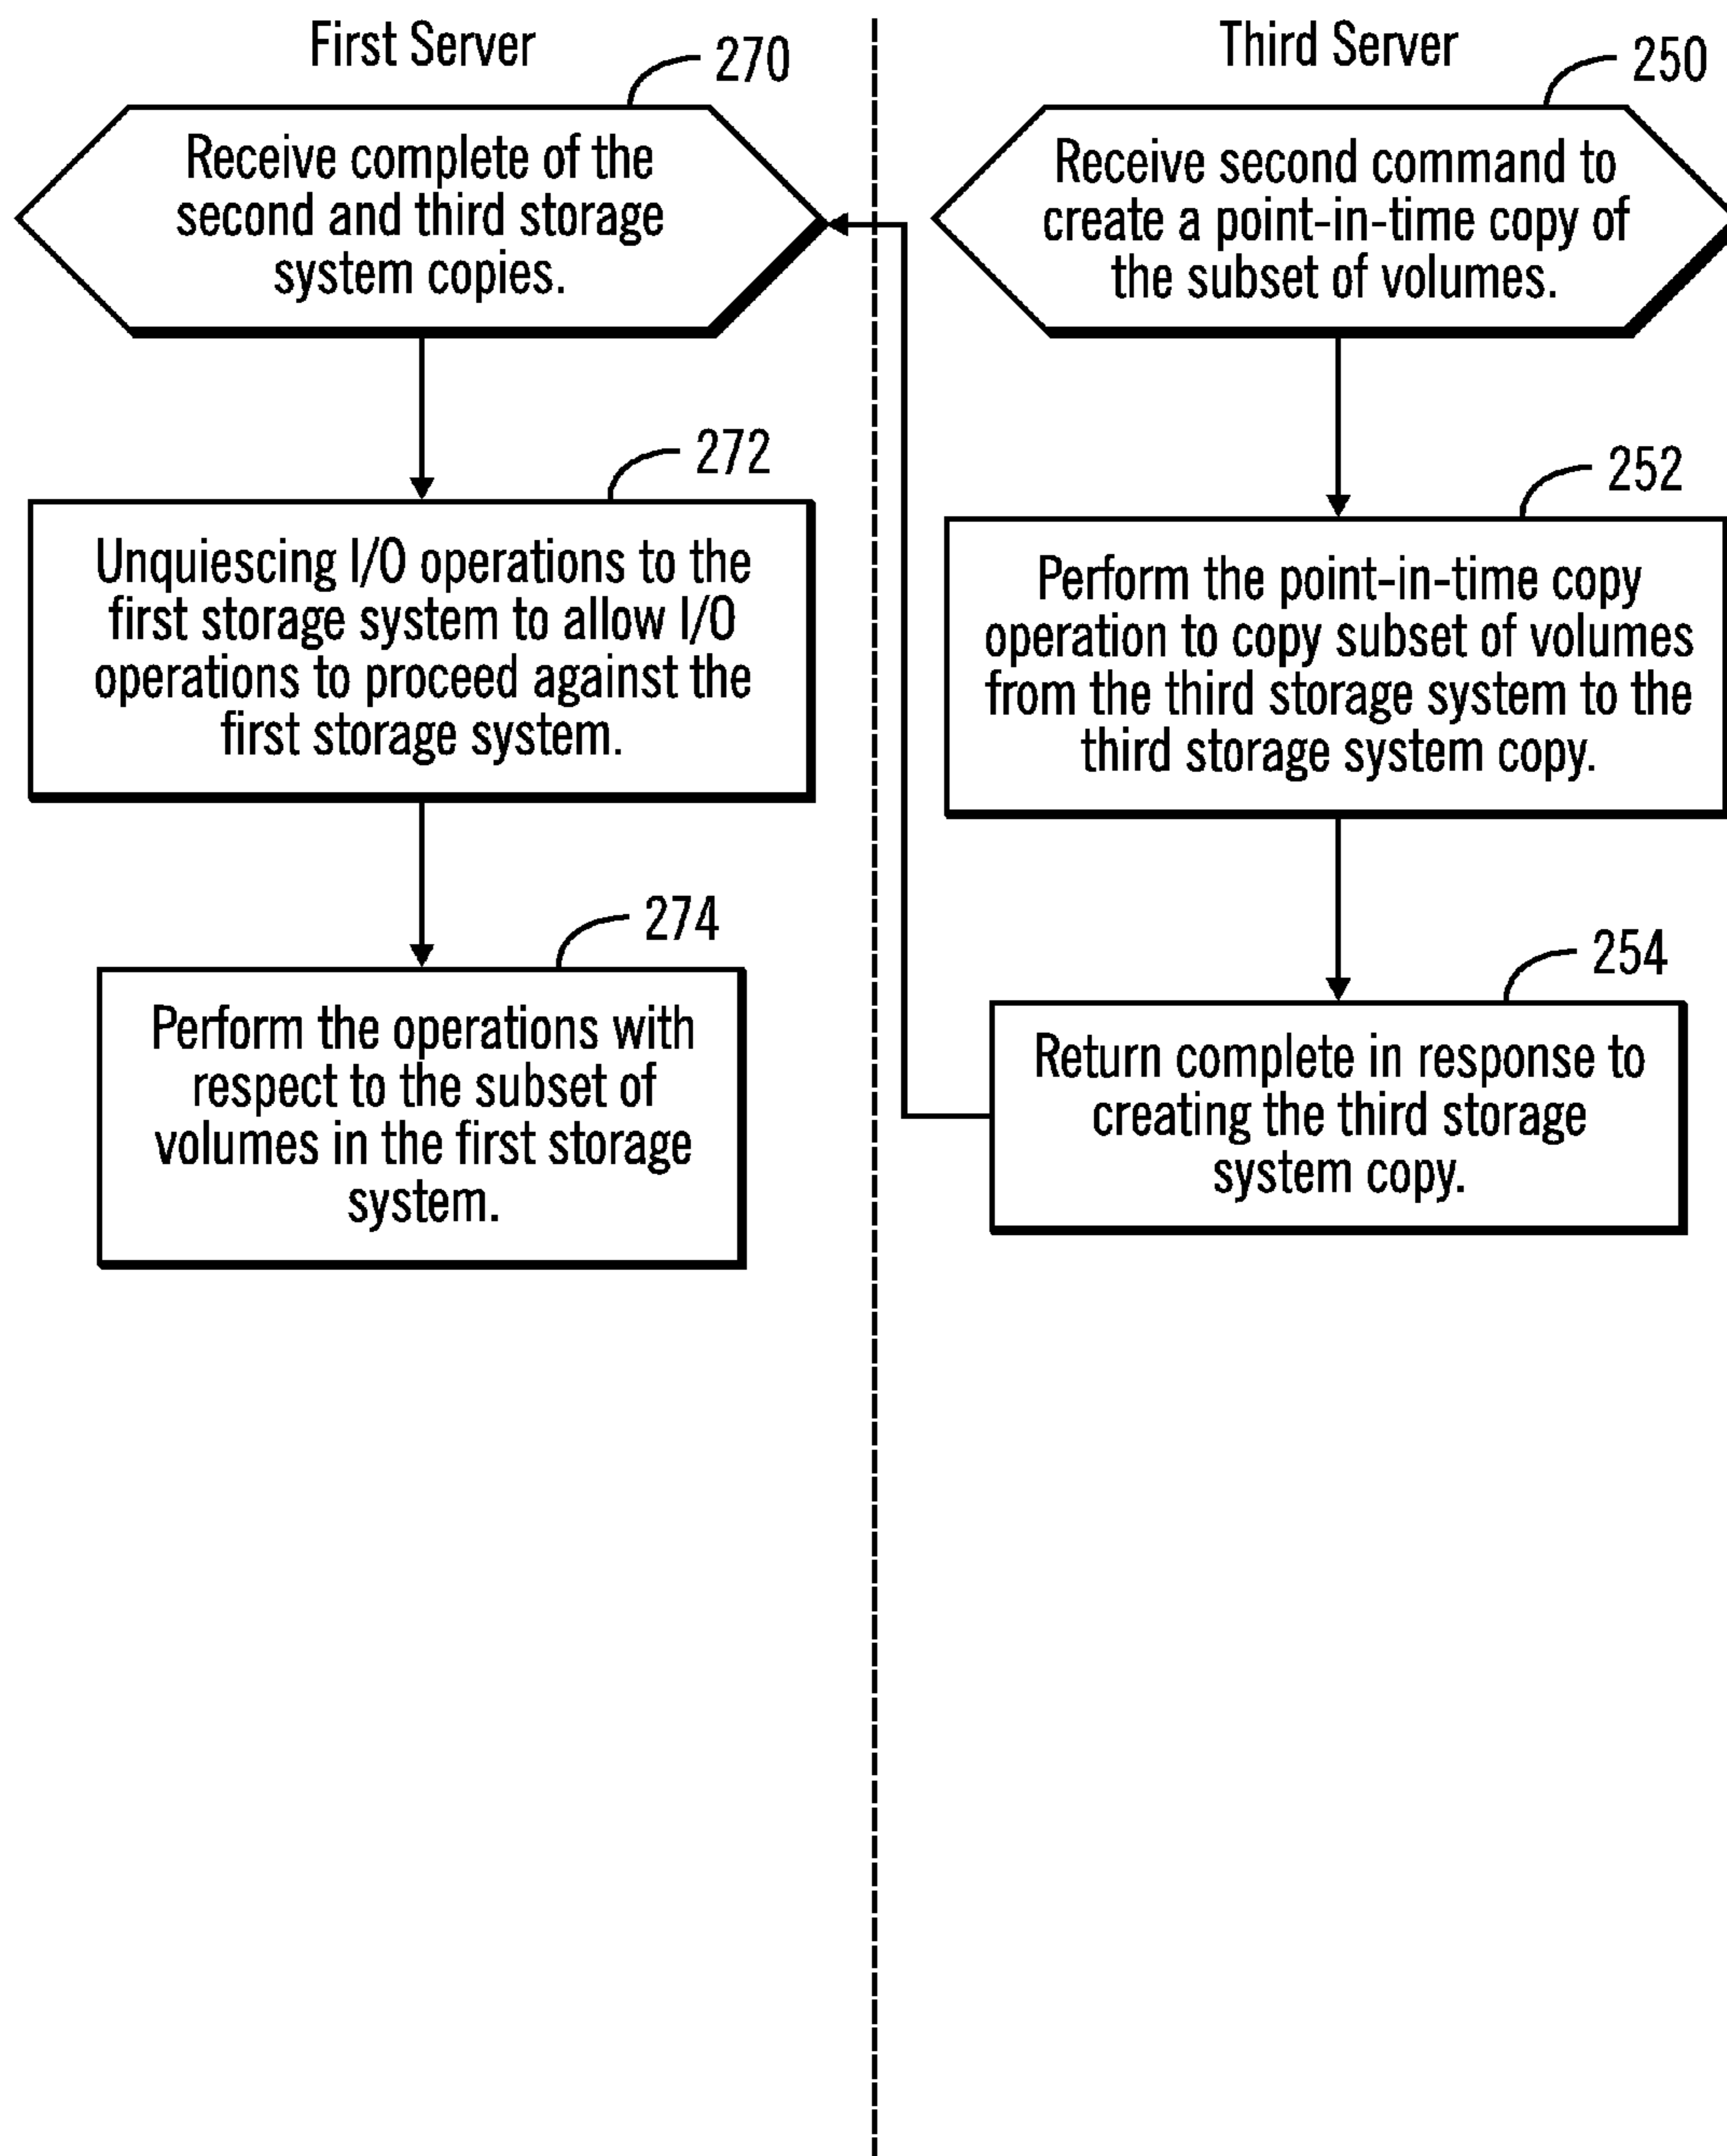 First Server
270
Receive complete of the
second and third storage
system copies.
272
Unquiescing I/O operations to the
first storage system to allow I/O
operations to proceed against the
first storage system.
274
Perform the operations with
respect to the subset of
volumes in the first storage
system.
Third Server
250
Receive second command to
create a point-in-time copy of
the subset of volumes.
252
Perform the point-in-time copy
operation to copy subset of volumes
from the third storage system to the
third storage system copy.
254
Return complete in response to
creating the third storage
system copy.